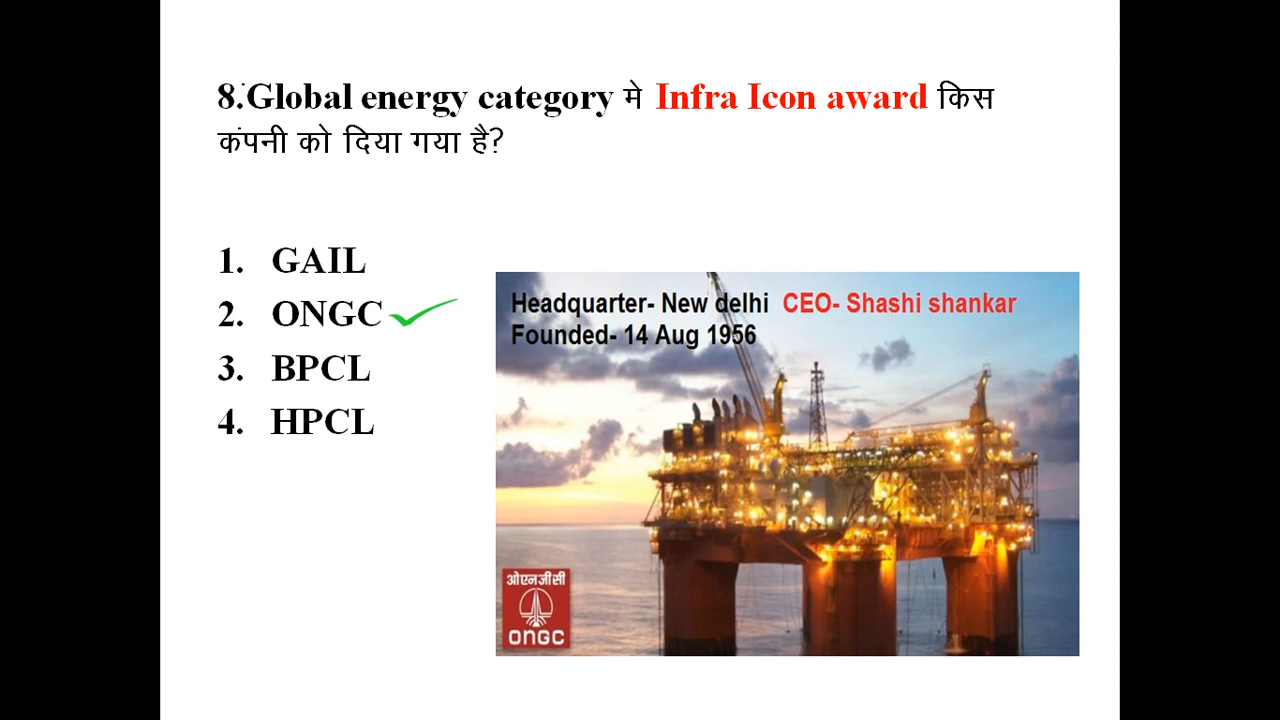 8.Global energy category मे Infra Icon award किस
कंपनी को दिया गया है?
1. GAIL
2. ONGC
3. BPCL
4. HPCL
Headquarter- New delhi CEO- Shashi shankar
Founded- 14 Aug 1956
ओएनजीसी
ONGC